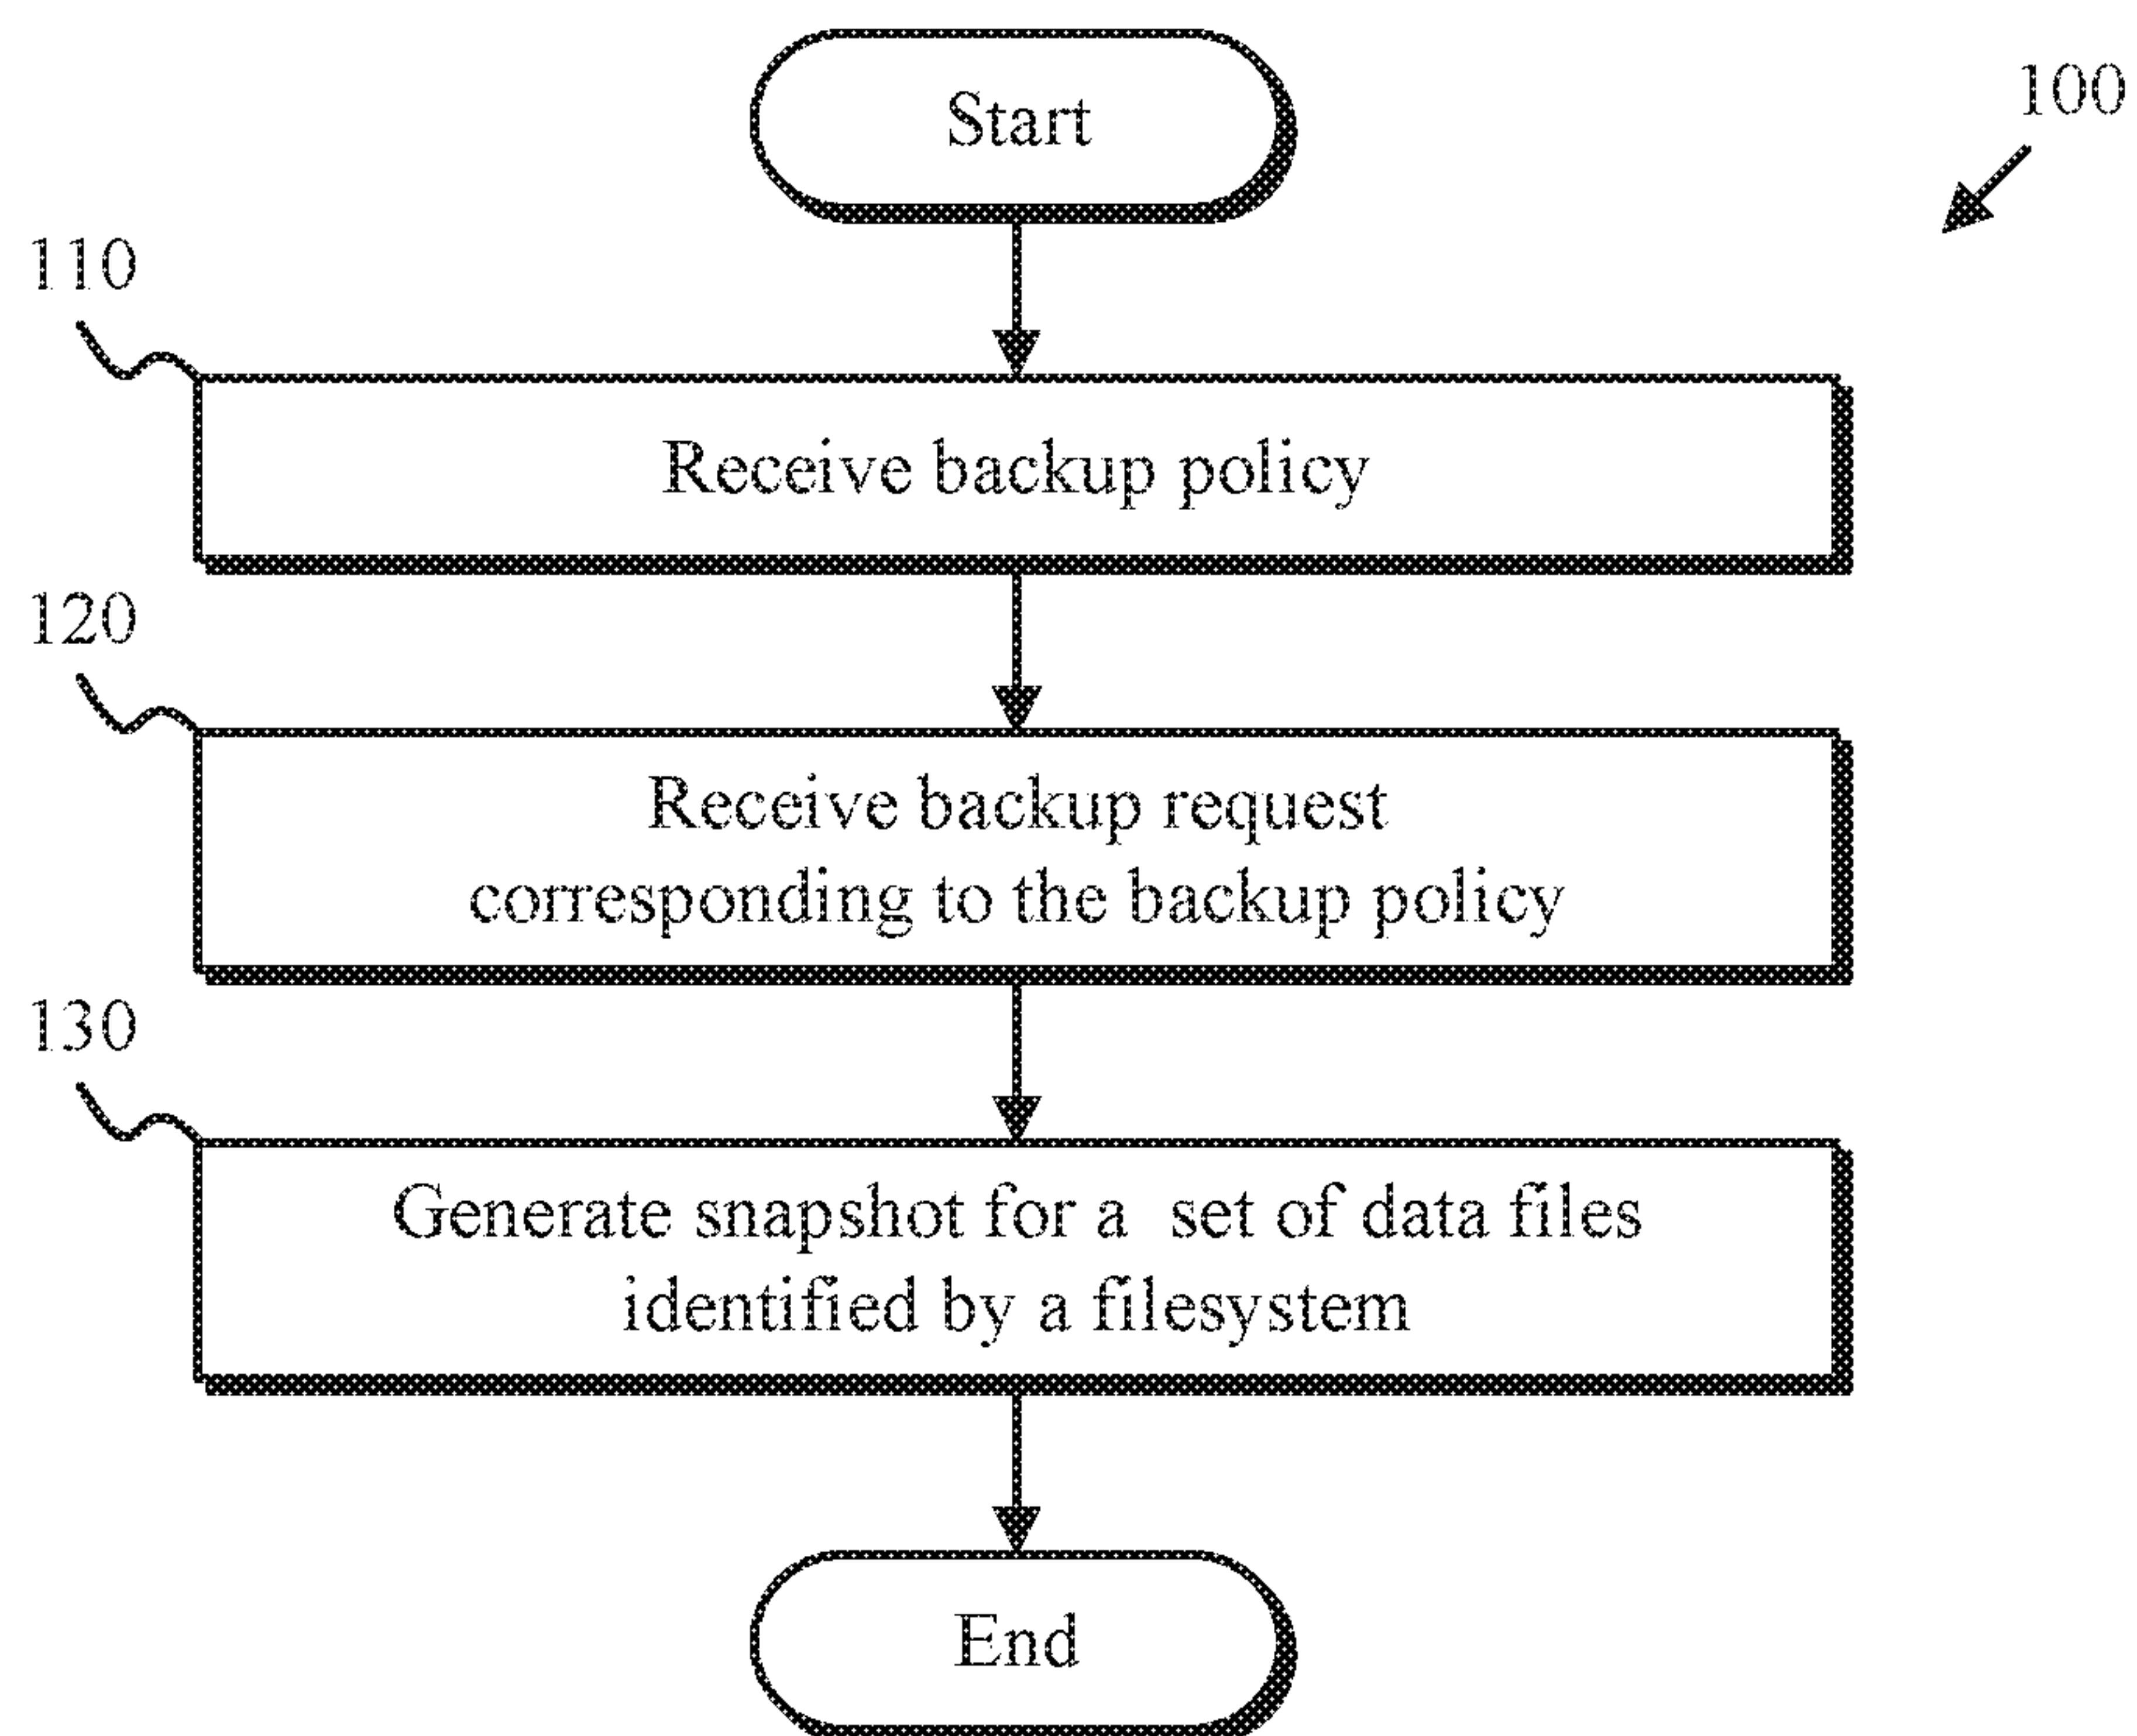 Start
100
110
Receive backup policy
120
Receive backup request
corresponding to the backup policy
130
Generate snapshot for a set of data files
identified by a filesystem
End